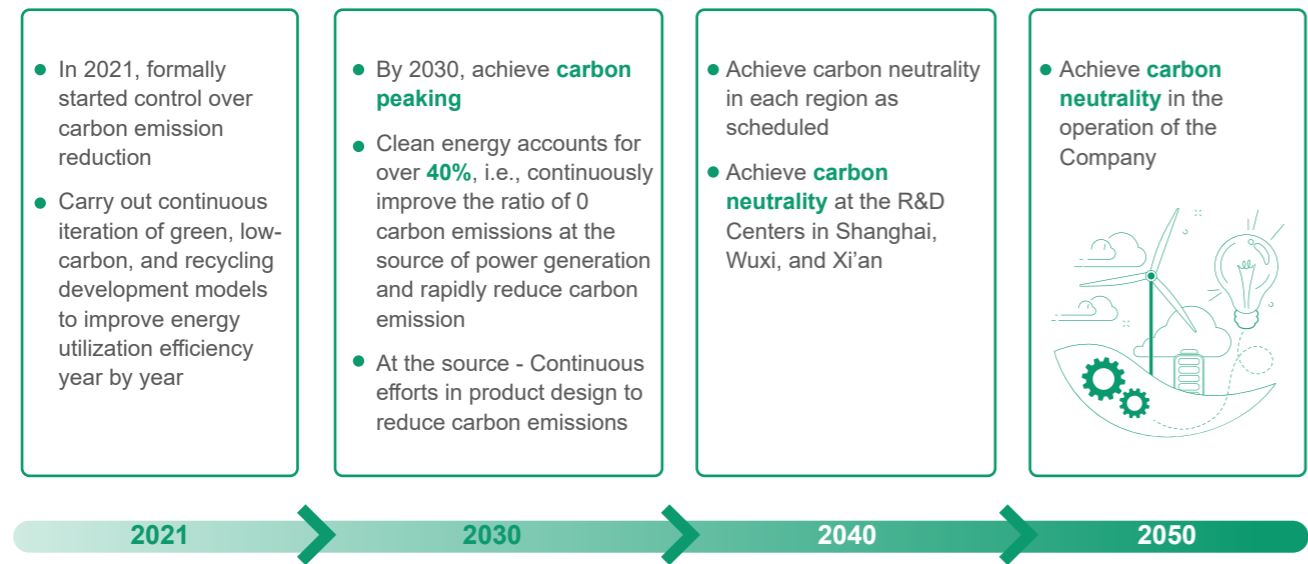 In 2021, formally
started control over
carbon emission
reduction
Carry out continuous
iteration of green, low-
carbon, and recycling
development models
to improve energy
utilization efficiency
year by year
By 2030, achieve carbon
peaking
Clean energy accounts for
over 40%, i.e., continuously
improve the ratio of 0
carbon emissions at the
source of power generation
and rapidly reduce carbon
emission
At the source - Continuous
efforts in product design to
reduce carbon emissions
Achieve carbon neutrality
in each region as
scheduled
Achieve carbon
neutrality at the R&D
Centers in Shanghai,
Wuxi, and Xi’an
Achieve carbon
neutrality in the
operation of the
Company
2021
2030
2040
2050